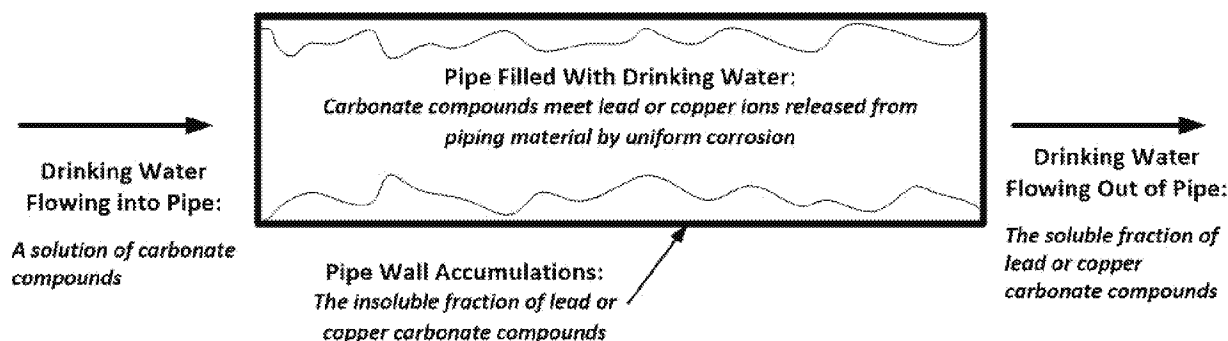 Pipe Filled With Drinking Water:
Carbonate compounds meet lead or copper ions released from
piping material by uniform corrosion
Drinking Water
Flowing into Pipe:
A solution of carbonate
compounds
Pipe Wall Accumulations:
The insoluble fraction of lead or
copper carbonate compounds
Drinking Water
Flowing Out of Pipe:
The soluble fraction of
lead or copper
carbonate compounds